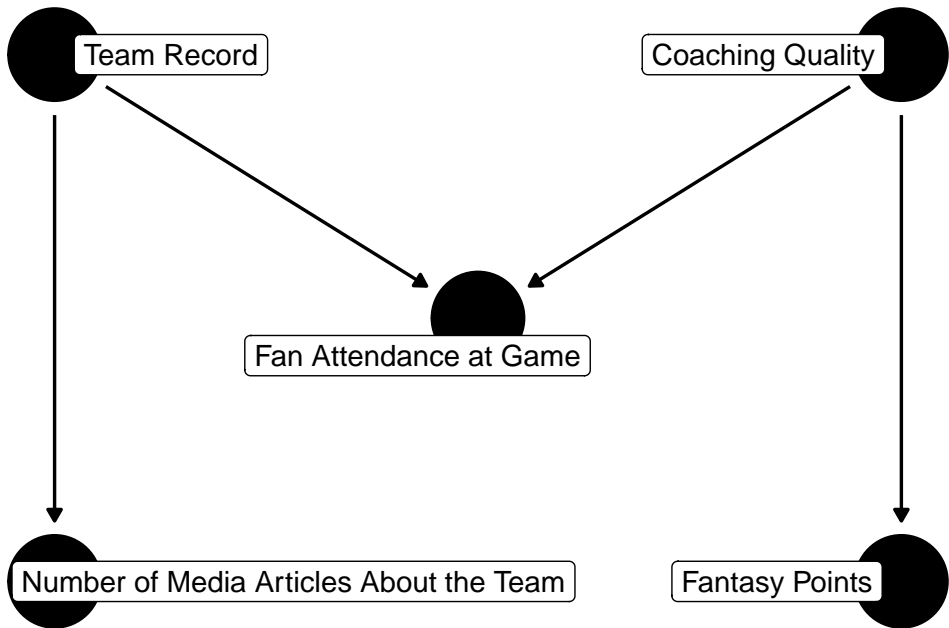 Team Record
Coaching Quality
Fan Attendance at Game
Number of Media Articles About the Team
Fantasy Points